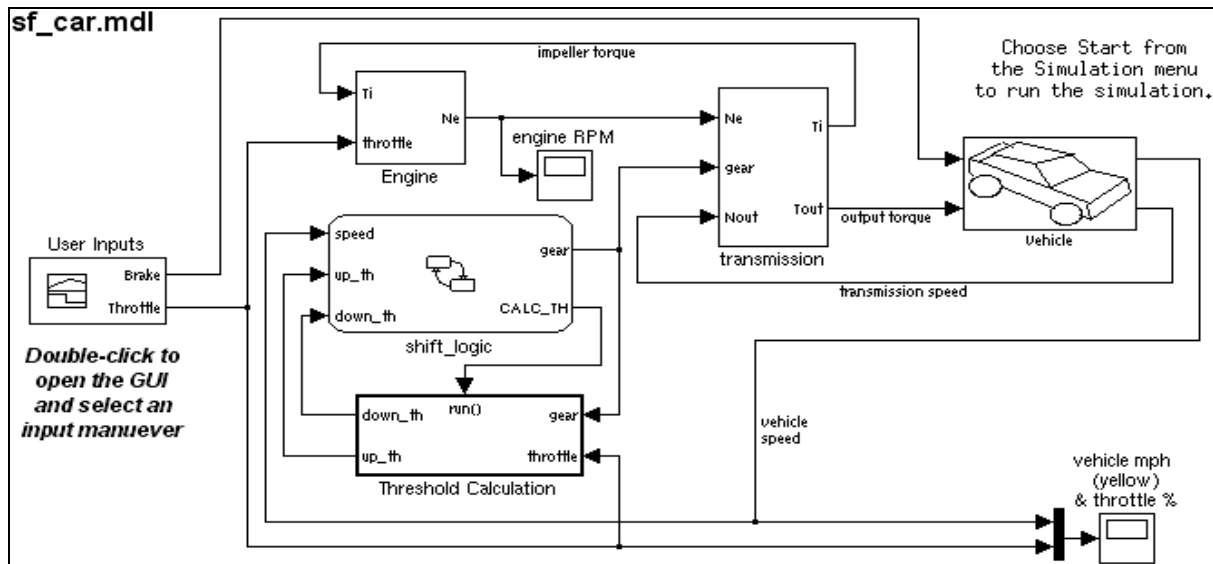 sf_car.mdl
impeller torque
Choose Start from
the Simulation menu
to run the simulation.
Ti
throttle
Ne
Engine
engine RPM
Ne
gear
Nout
Ti
Tout
transmission
output torque
vehicle
transmission speed
User Inputs
Brake
Throttle
Double-click to
open the GUI
and select an
input manuever
speed
up_th
down_th
gear
CALC_TH
shift_logic
run()
down_th
up_th
gear
throttle
Threshold Calculation
vehicle
speed
vehicle mph
(yellow)
& throttle %